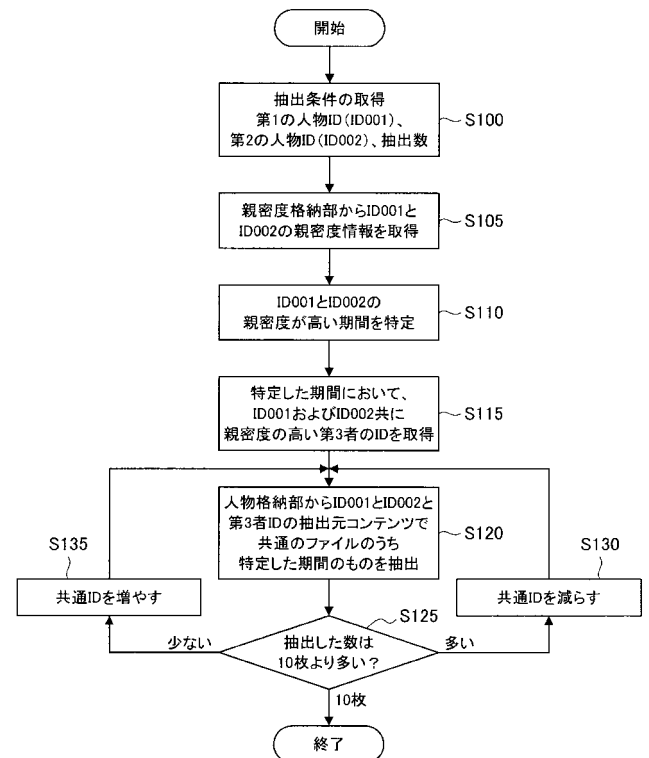 開始
抽出条件の取得
第1の人物ID(ID001)、
第2の人物ID(ID002)、抽出数
S100
親密度格納部からID001と
ID002の親密度情報を取得
S105
ID001とID002の
親密度が高い期間を特定
S110
特定した期間において、
ID001およびID002共に
親密度の高い第3者のIDを取得
S115
人物格納部からID001とID002と
第3者IDの抽出元コンテンツで
共通のファイルのうち
特定した期間のものを抽出
S120
S135
共通IDを増やす
S130
共通IDを減らす
S125
少ない
抽出した数は
10枚より多い?
多い
10枚
終了